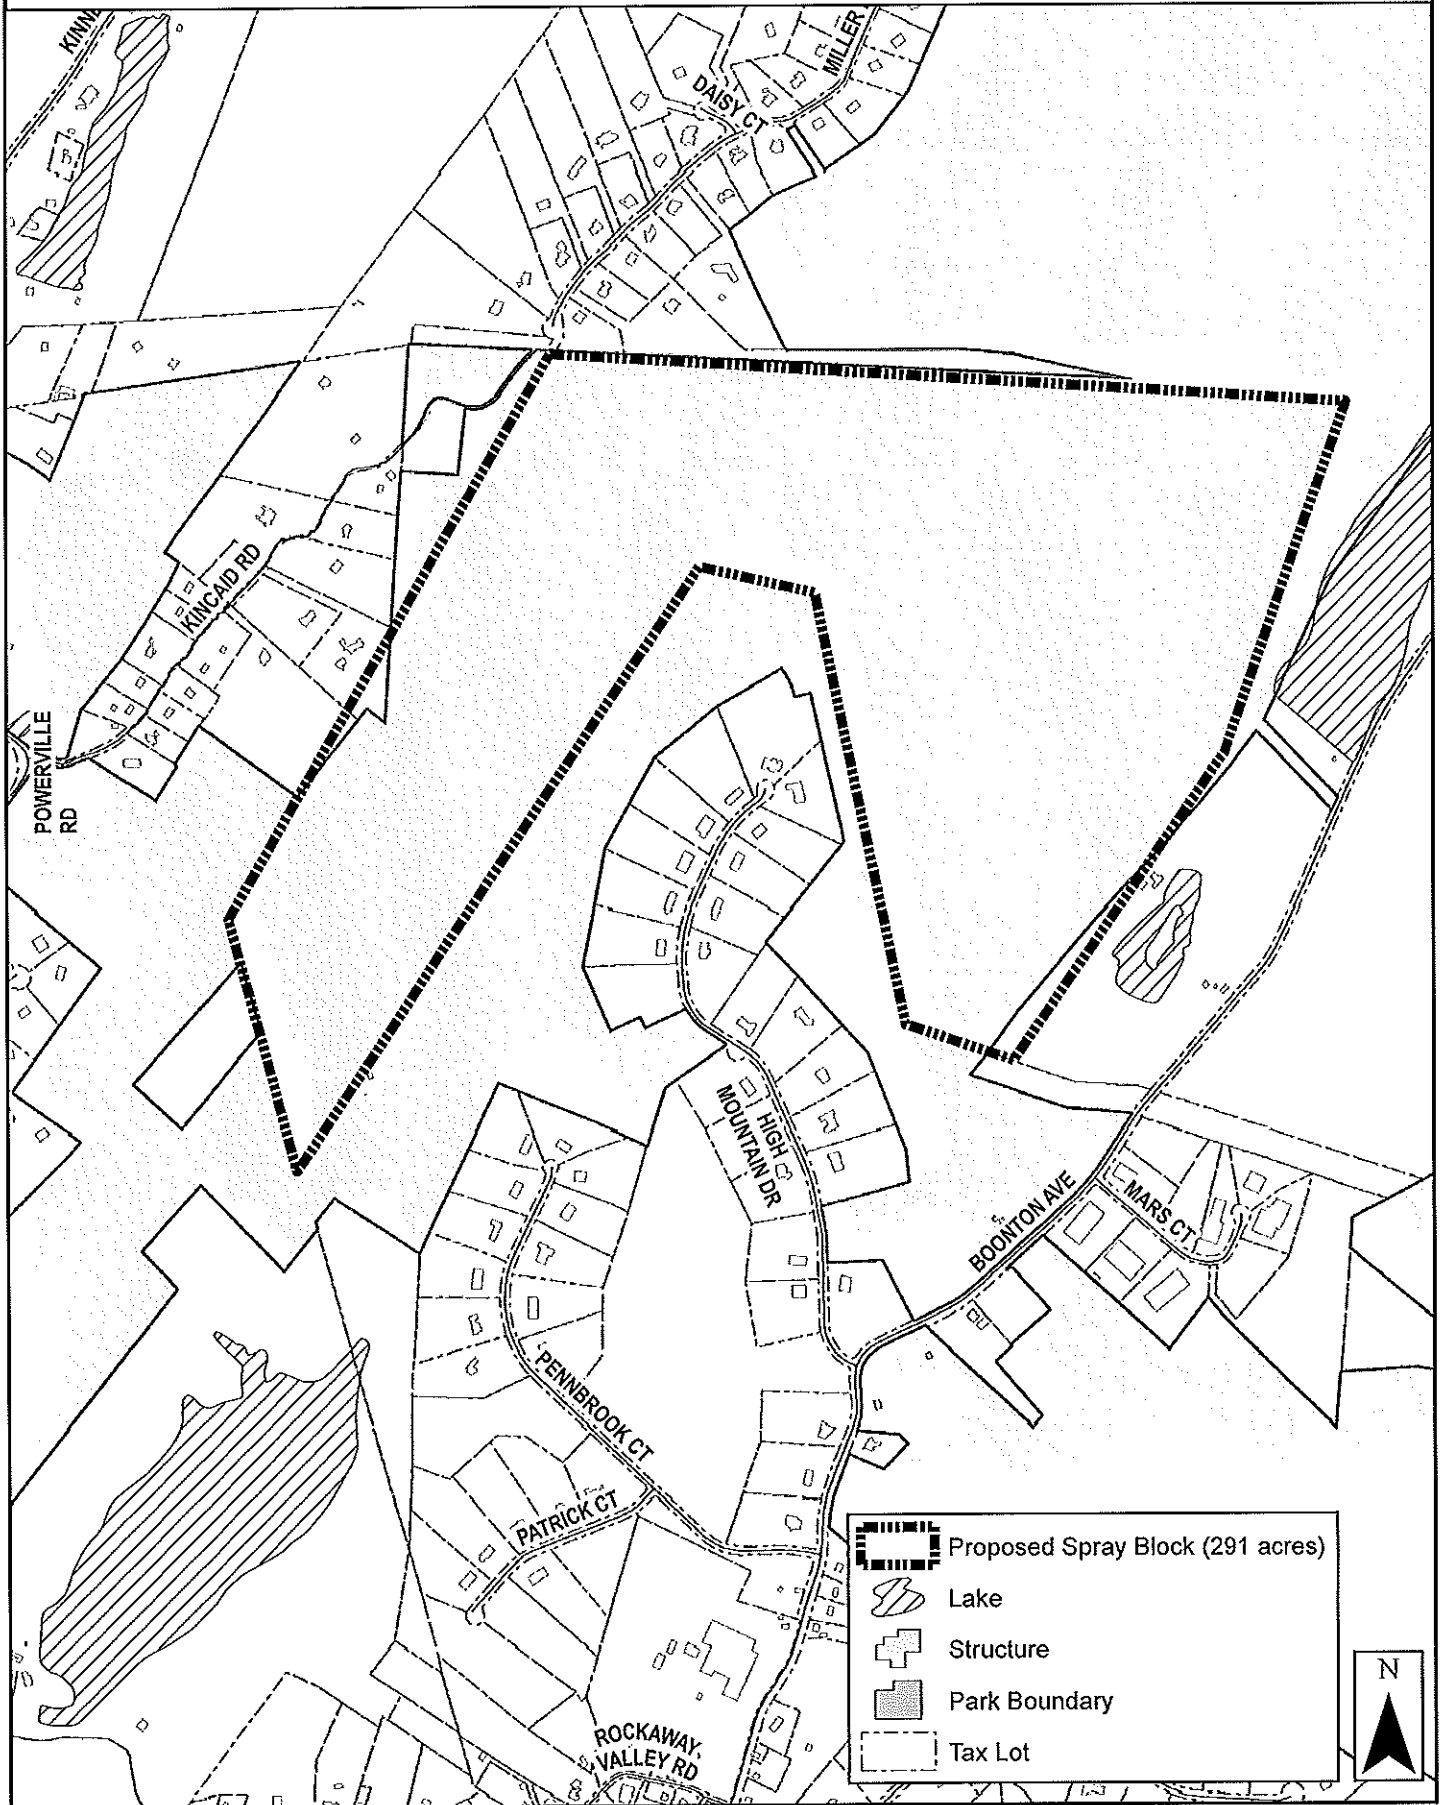 KINNE
MILLER
DAISY CT
KINCAID RD
POWERVILLE
RD
HIGH
MOUNTAIN DR
BOONTON AVE
MARS CT
PENNBROOK CT
PATRICK CT
ROCKAWAY
VALLEY RD
Proposed Spray Block (291 acres)
Lake
Structure
Park Boundary
Tax Lot
N